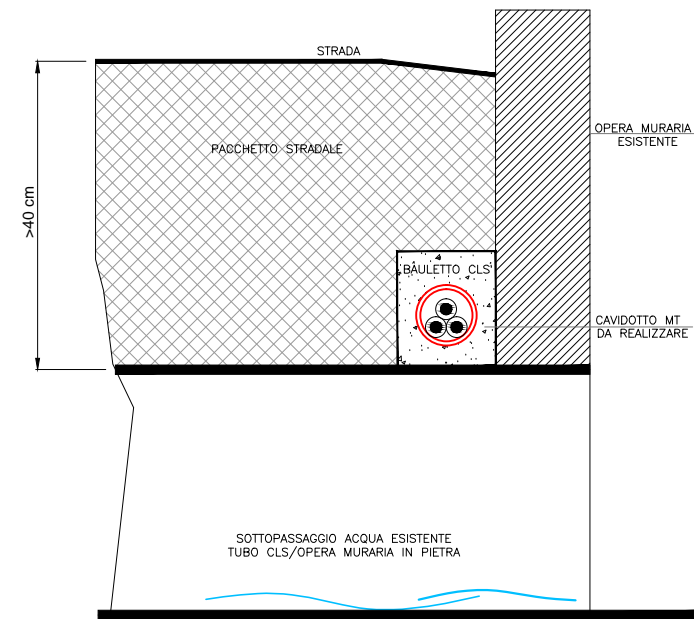 STRADA
PACCHETTO STRADALE
OPERA MURARIA
ESISTENTE
>40 cm
BAULETTO CLS
CAVIDOTTO MT
DA REALIZZARE
SOTTOPASSAGGIO ACQUA ESISTENTE
TUBO CLS/OPERA MURARIA IN PIETRA